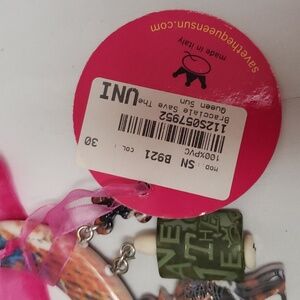 savethequeensun.com
made in italy
MOD: SN B921 COL: 30
100%PVC
112S057952
Bracciale Save The
Queen Sun
UNI